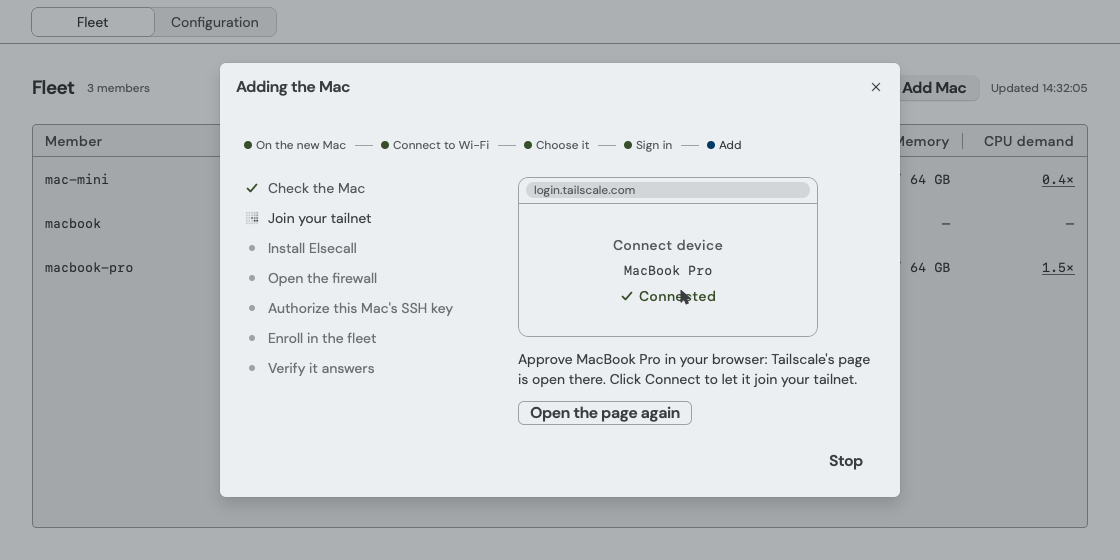 Fleet
Configuration
Fleet
3 members
Add Mac
Updated 14:32:05
Member
Memory
CPU demand
mac-mini
64 GB
0.4×
macbook
—
—
macbook-pro
64 GB
1.5×
Adding the Mac
×
On the new Mac
Connect to Wi-Fi
Choose it
Sign in
Add
Check the Mac
Join your tailnet
Install Elsecall
Open the firewall
Authorize this Mac's SSH key
Enroll in the fleet
Verify it answers
login.tailscale.com
Connect device
MacBook Pro
Connected
Approve MacBook Pro in your browser: Tailscale's page
is open there. Click Connect to let it join your tailnet.
Open the page again
Stop